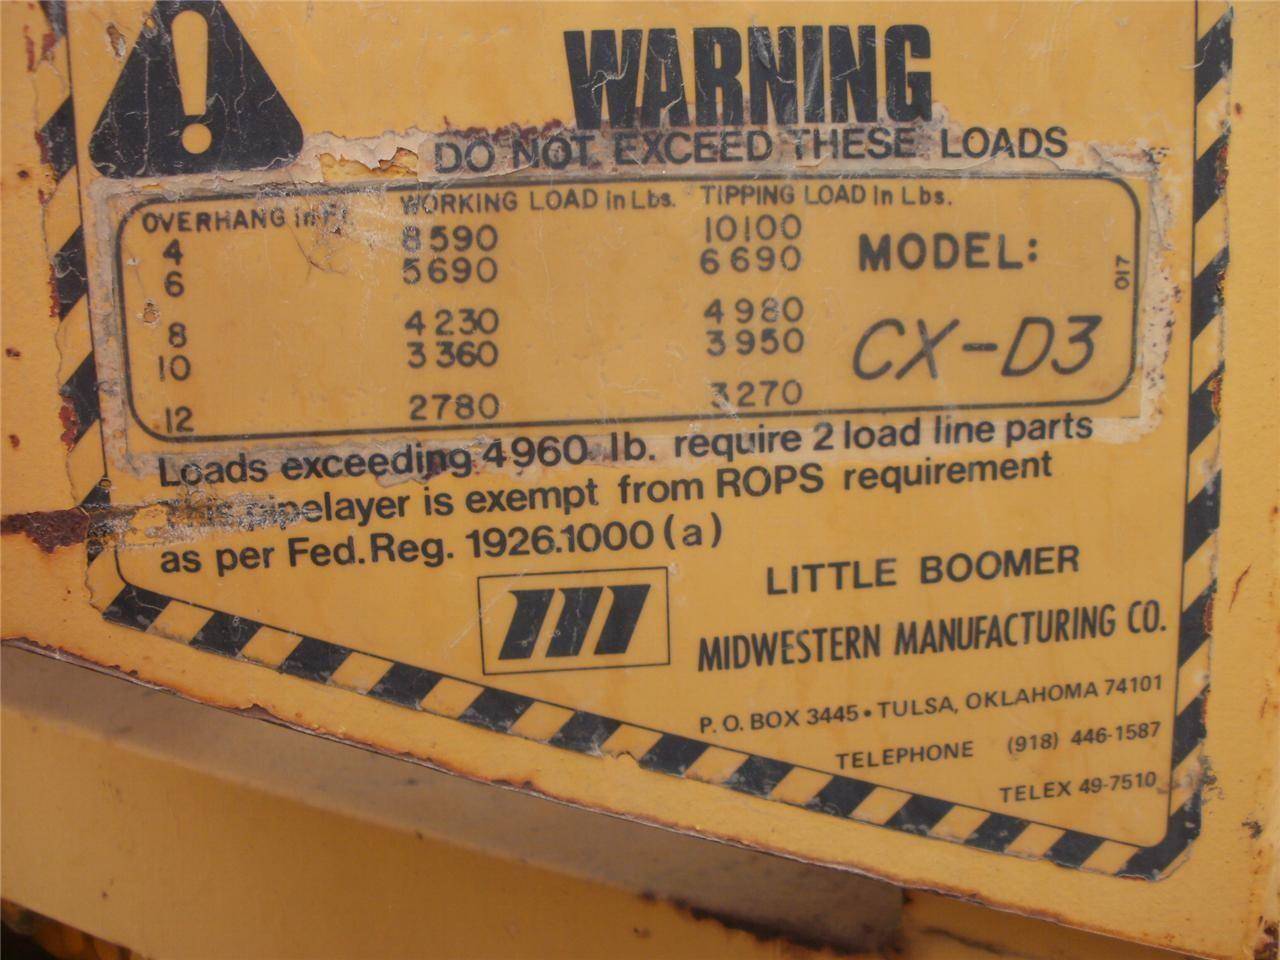 WARNING
DO NOT EXCEED THESE LOADS
OVERHANG in Ft. WORKING LOAD in Lbs. TIPPING LOAD in Lbs.
4 8590 10100
6 5690 6690
MODEL:
017
8 4230 4980
10 3360 3950
CX-D3
12 2780 3270
Loads exceeding 4960 lb. require 2 load line parts
This pipelayer is exempt from ROPS requirement
as per Fed.Reg. 1926.1000 (a)
LITTLE BOOMER
MIDWESTERN MANUFACTURING CO.
P. O. BOX 3445 • TULSA, OKLAHOMA 74101
TELEPHONE (918) 446-1587
TELEX 49-7510